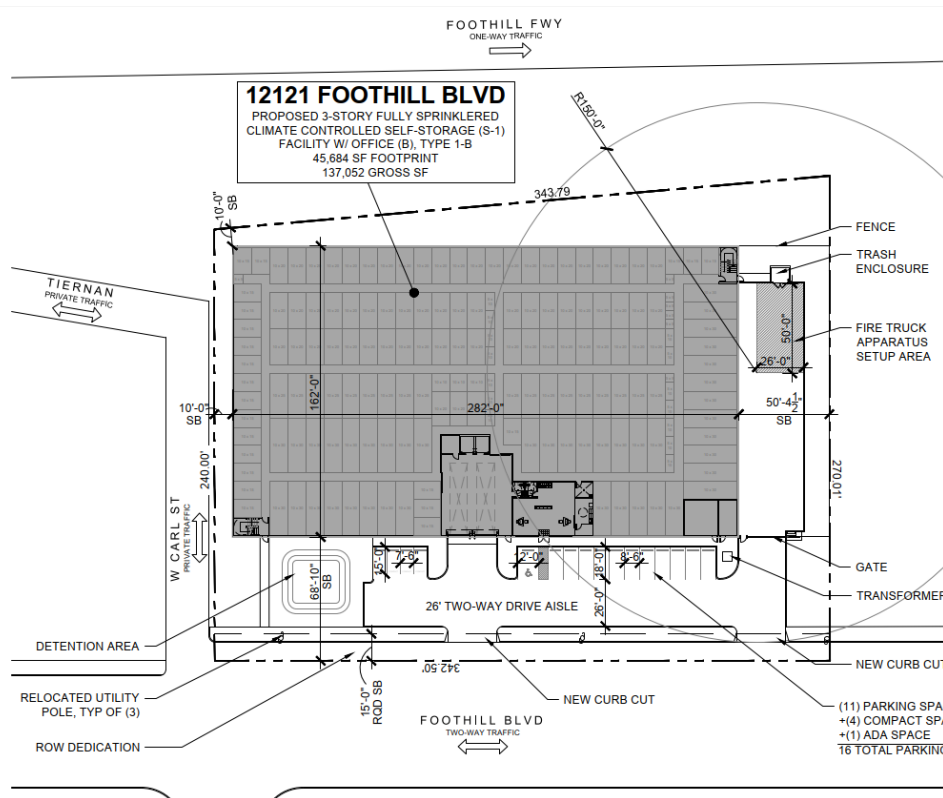 FOOTHILL FWY
ONE-WAY TRAFFIC
12121 FOOTHILL BLVD
PROPOSED 3-STORY FULLY SPRINKLERED
CLIMATE CONTROLLED SELF-STORAGE (S-1)
FACILITY W/ OFFICE (B), TYPE 1-B
45,684 SF FOOTPRINT
137,052 GROSS SF
R150'-0"
343.79
10'-0"
SB
FENCE
TRASH
ENCLOSURE
TIERNAN
PRIVATE TRAFFIC
FIRE TRUCK
APPARATUS
SETUP AREA
50'-0"
26'-0"
162'-0"
10'-0"
SB
282'-0"
50'-4 1/2"
SB
240.00'
270.01'
W CARL ST
PRIVATE TRAFFIC
68'-10"
SB
15'-0"
7'-6"
12'-0"
8'-6"
18'-0"
26'-0"
26' TWO-WAY DRIVE AISLE
GATE
TRANSFORMER
DETENTION AREA
NEW CURB CUT
342.50'
15'-0"
RQD SB
RELOCATED UTILITY
POLE, TYP OF (3)
NEW CURB CUT
ROW DEDICATION
FOOTHILL BLVD
TWO-WAY TRAFFIC
(11) PARKING SPA
+(4) COMPACT SPA
+(1) ADA SPACE
16 TOTAL PARKING